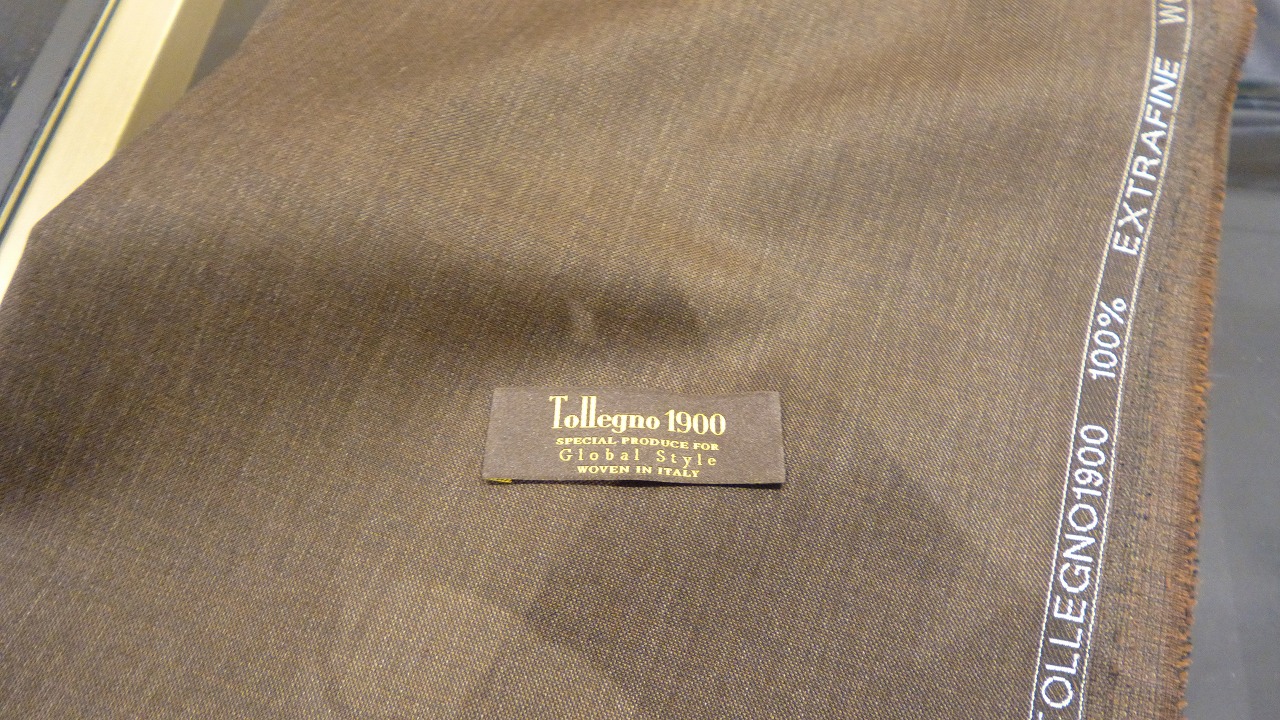 Tollegno 1900
SPECIAL PRODUCE FOR
Global Style
WOVEN IN ITALY
TOLLEGNO1900 100% EXTRAFINE